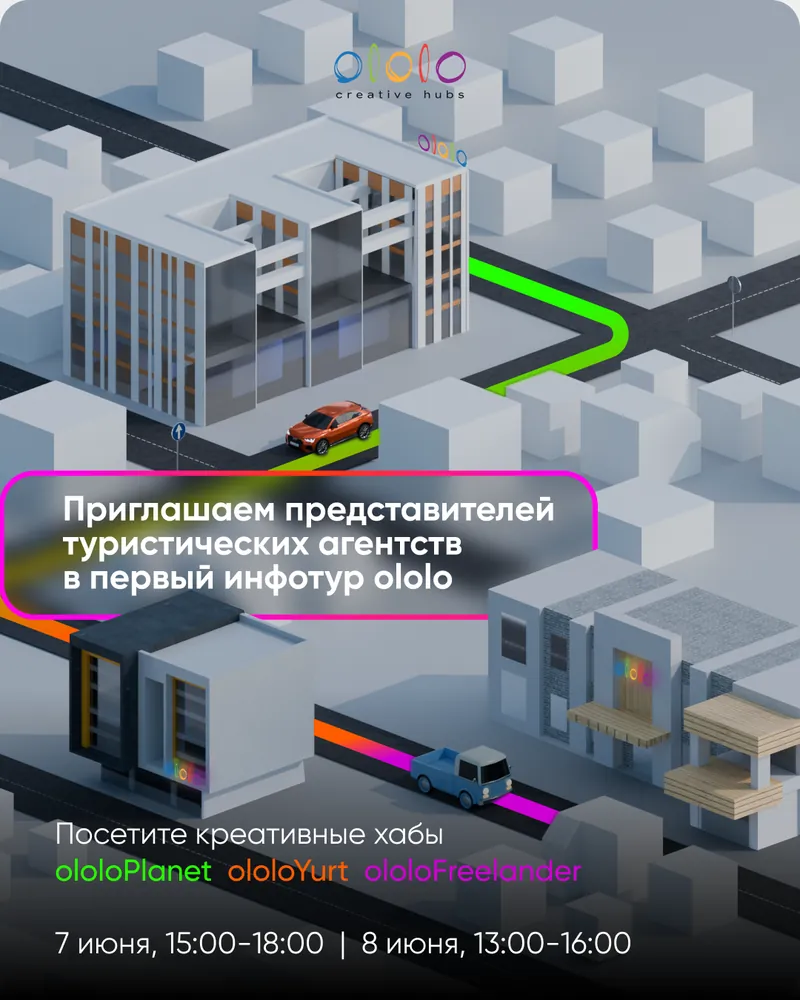 ololo
creative hubs
ololo
Приглашаем представителей
туристических агентств
в первый инфотур ololo
Посетите креативные хабы
ololoPlanet ololoYurt ololoFreelander
7 июня, 15:00-18:00 | 8 июня, 13:00-16:00